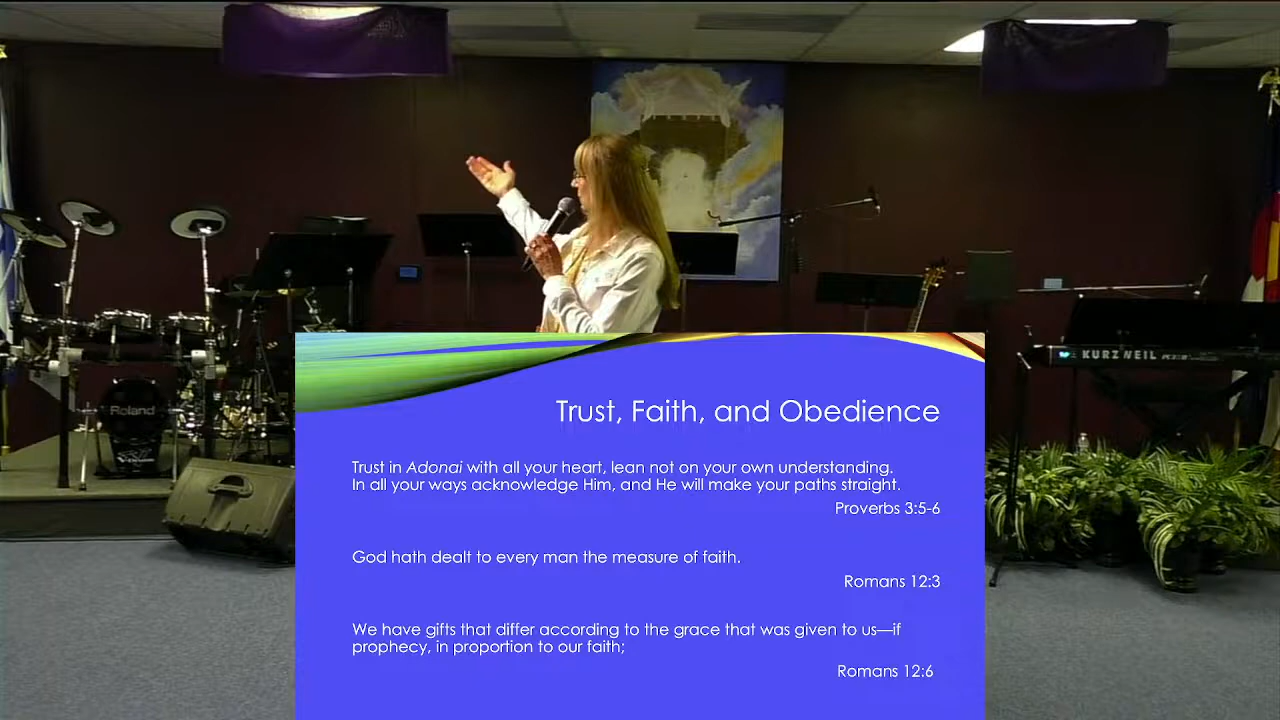 KURZWEIL
Roland
Trust, Faith, and Obedience
Trust in Adonai with all your heart, lean not on your own understanding.
In all your ways acknowledge Him, and He will make your paths straight.
Proverbs 3:5-6
God hath dealt to every man the measure of faith.
Romans 12:3
We have gifts that differ according to the grace that was given to us—if
prophecy, in proportion to our faith;
Romans 12:6